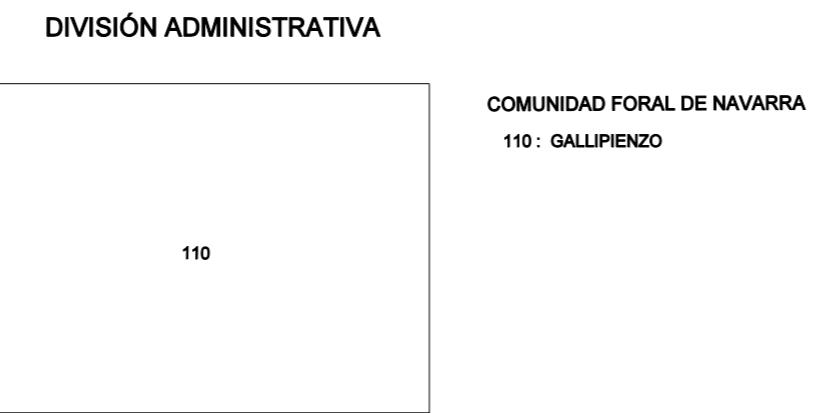 DIVISIÓN ADMINISTRATIVA
COMUNIDAD FORAL DE NAVARRA
110 : GALLIPIENZO
110